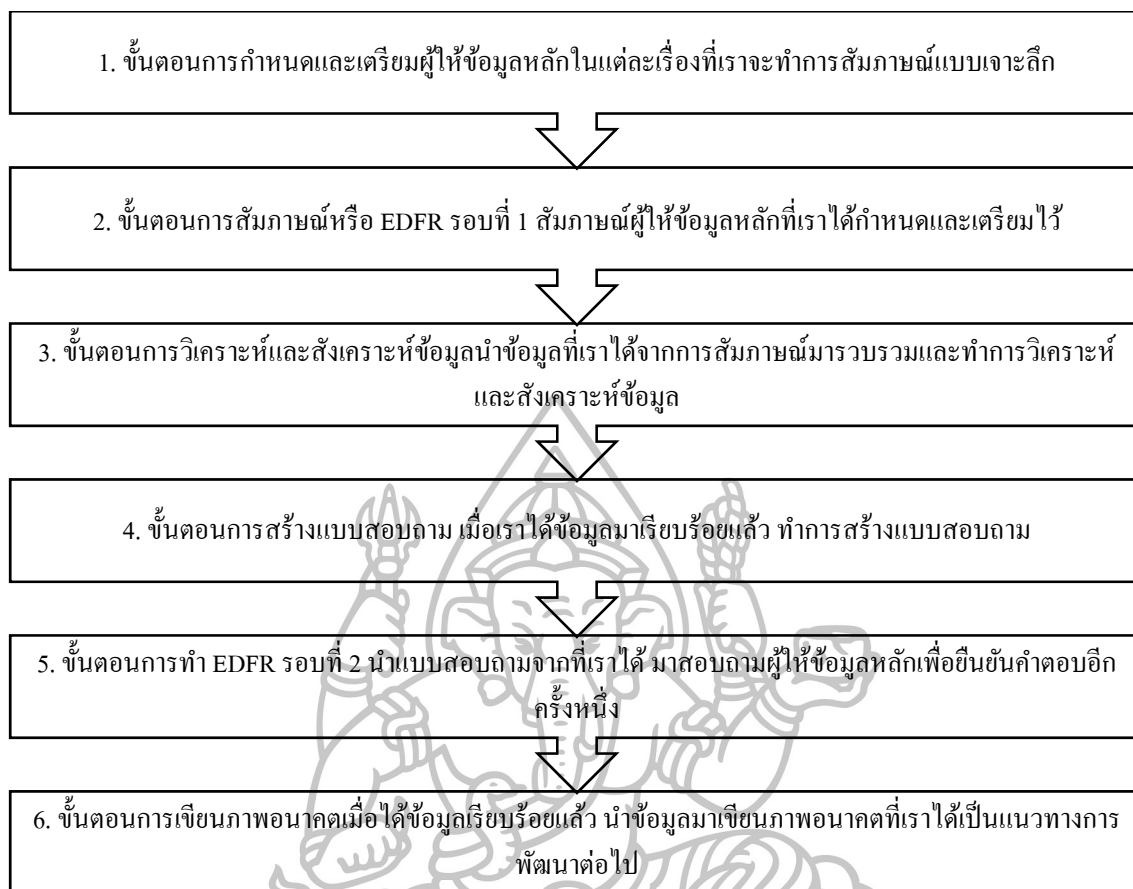 1. ขั้นตอนการกำหนดและเตรียมผู้ให้ข้อมูลหลักในแต่ละเรื่องที่เราจะทำการสัมภาษณ์แบบเจาะลึก
2. ขั้นตอนการสัมภาษณ์หรือ EDFR รอบที่ 1 สัมภาษณ์ผู้ให้ข้อมูลหลักที่เราได้กำหนดและเตรียมไว้
3. ขั้นตอนการวิเคราะห์และสังเคราะห์ข้อมูลนำข้อมูลที่เราได้จากการสัมภาษณ์มารวบรวมและทำการวิเคราะห์
และสังเคราะห์ข้อมูล
4. ขั้นตอนการสร้างแบบสอบถาม เมื่อเราได้ข้อมูลมาเรียบร้อยแล้ว ทำการสร้างแบบสอบถาม
5. ขั้นตอนการทำ EDFR รอบที่ 2 นำแบบสอบถามจากที่เราได้ มาสอบถามผู้ให้ข้อมูลหลักเพื่อยืนยันคำตอบอีก
ครั้งหนึ่ง
6. ขั้นตอนการเขียนภาพอนาคตเมื่อได้ข้อมูลเรียบร้อยแล้ว นำข้อมูลมาเขียนภาพอนาคตที่เราได้เป็นแนวทางการ
พัฒนาต่อไป